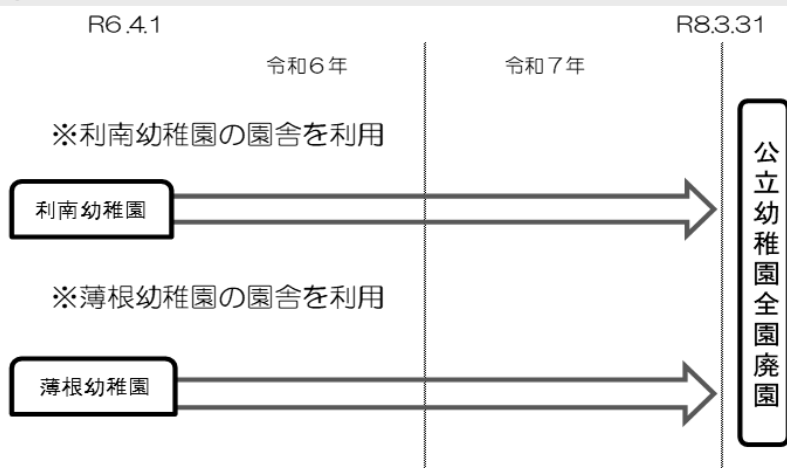 R6.4.1
R8.3.31
令和6年
令和7年
※利南幼稚園の園舎を利用
利南幼稚園
※薄根幼稚園の園舎を利用
薄根幼稚園
公立幼稚園全園廃園